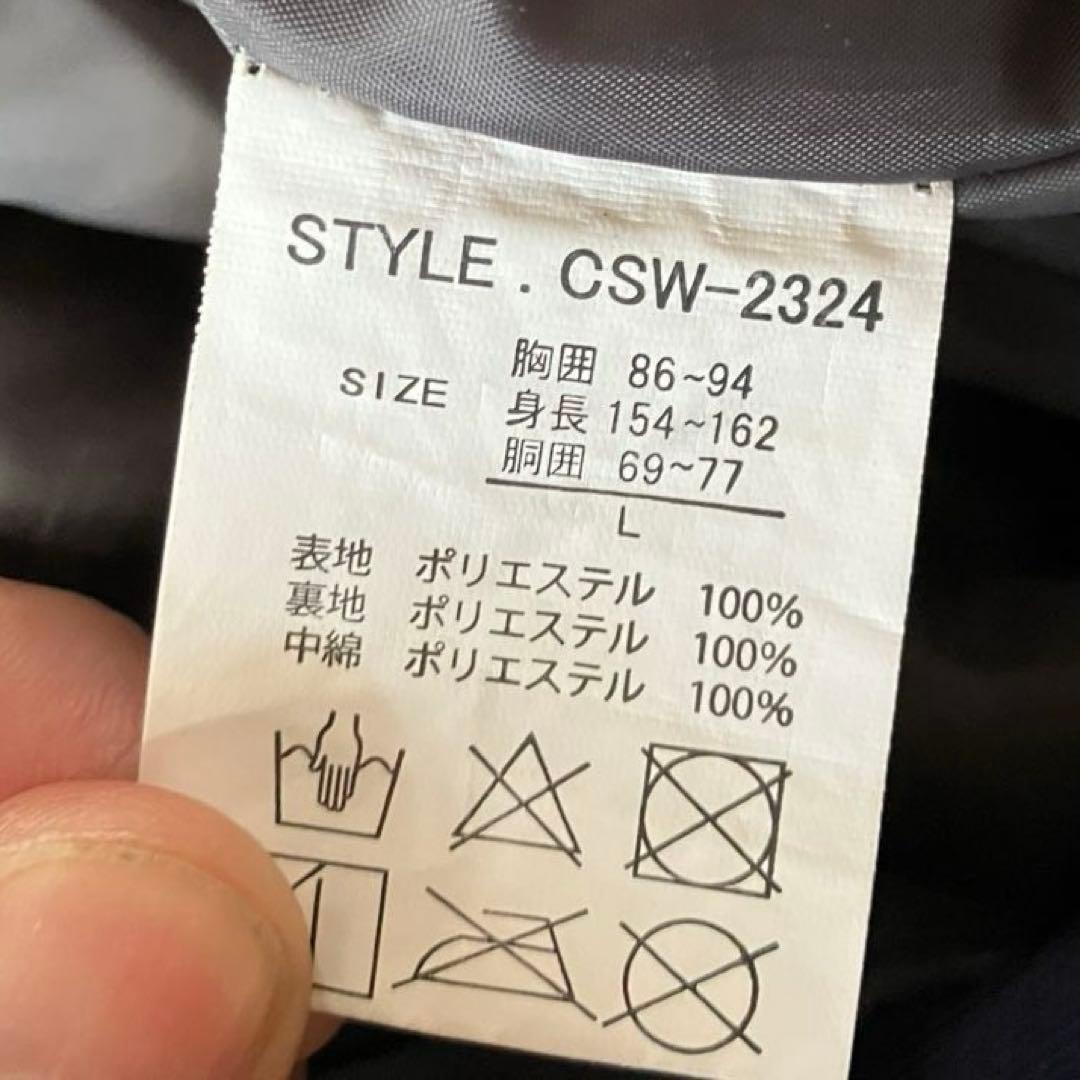 STYLE . CSW-2324
胸囲 86~94
SIZE 身長 154~162
胴囲 69~77
L
表地 ポリエステル 100%
裏地 ポリエステル 100%
中綿 ポリエステル 100%